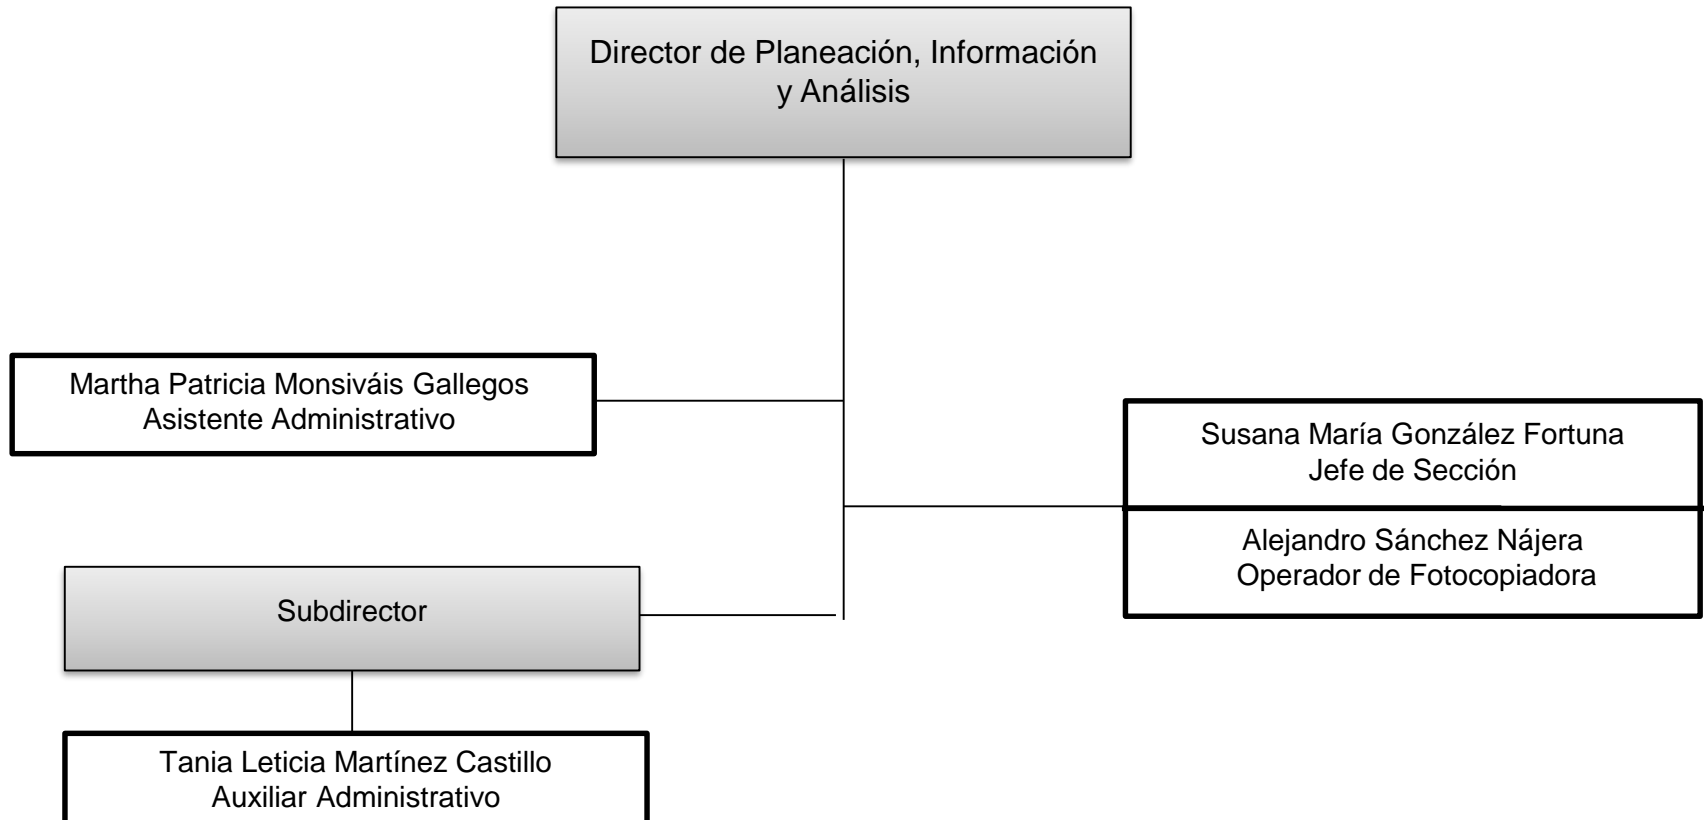 Director de Planeación, Información
y Análisis
Martha Patricia Monsiváis Gallegos
Asistente Administrativo
Susana María González Fortuna
Jefe de Sección
Alejandro Sánchez Nájera
Operador de Fotocopiadora
Subdirector
Tania Leticia Martínez Castillo
Auxiliar Administrativo